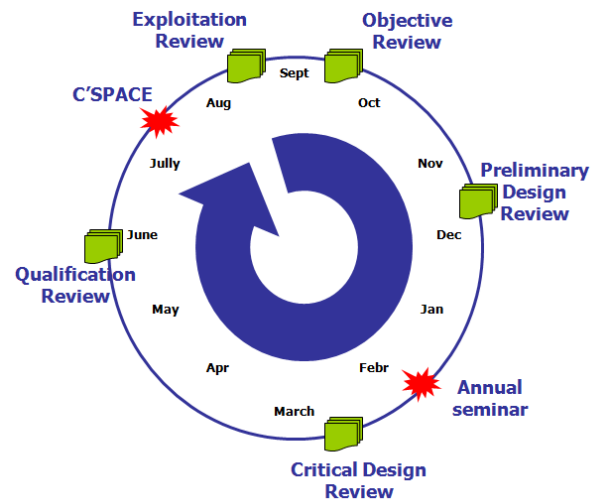 Exploitation
Review
Objective
Review
C'SPACE
Sept
Aug
Oct
Jully
Nov
Preliminary
Design
Review
June
Dec
Qualification
Review
May
Jan
Apr
Febr
Annual
seminar
March
Critical Design
Review